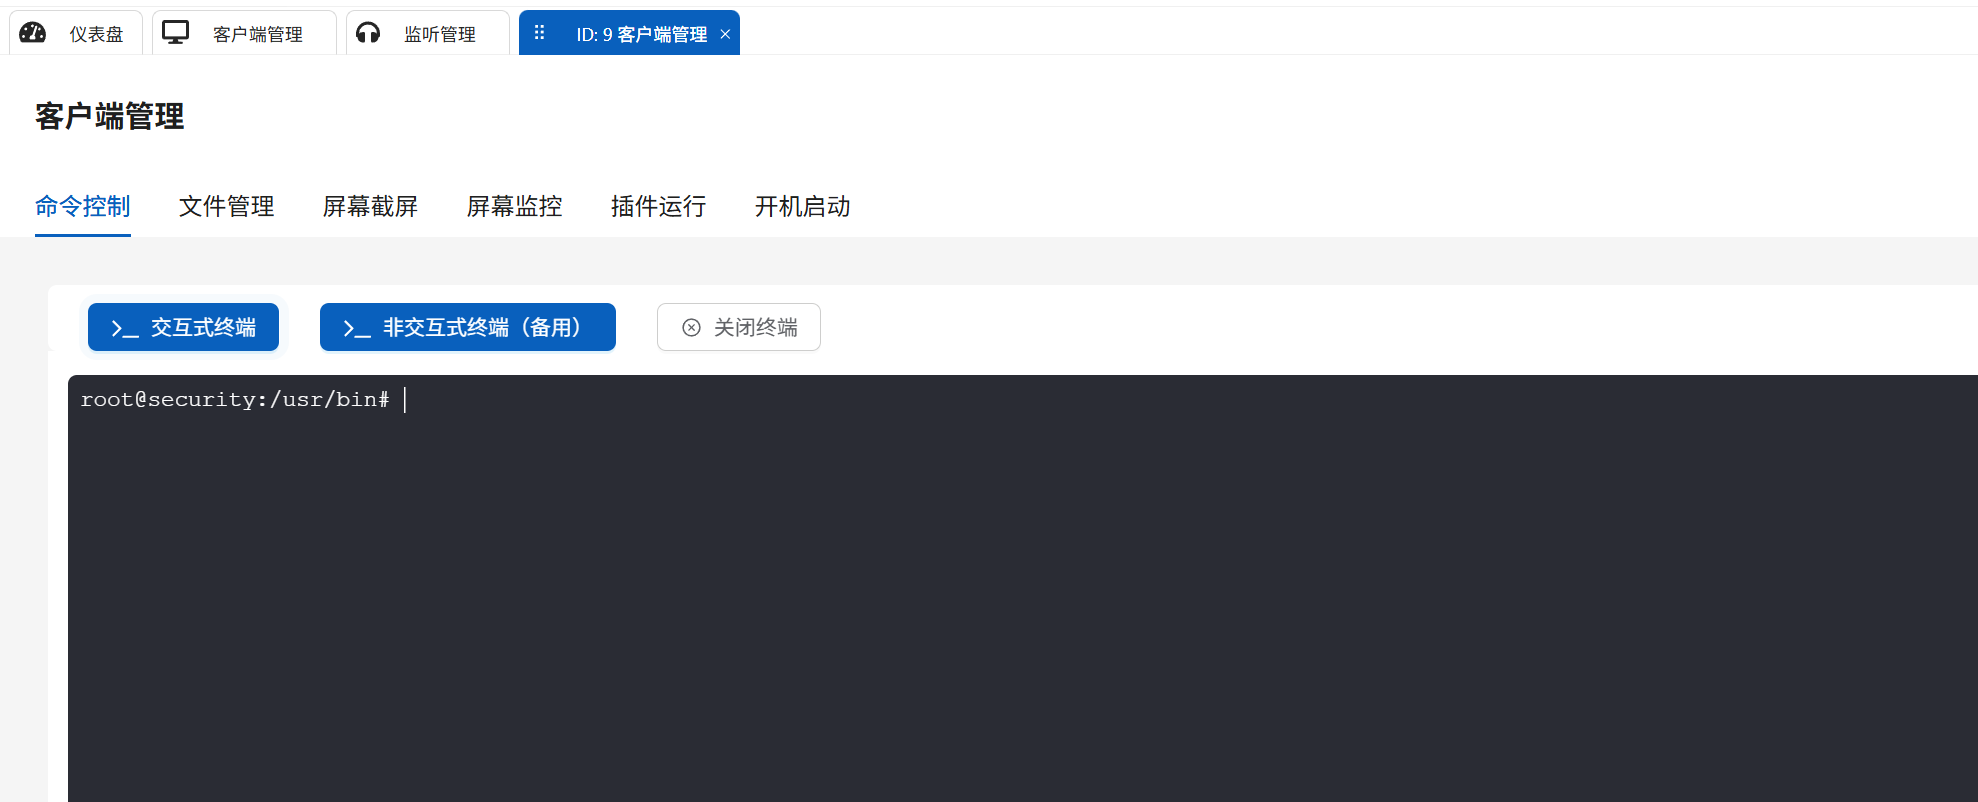 仪表盘 客户端管理 监听管理 ID: 9 客户端管理 ×
客户端管理
命令控制 文件管理 屏幕截屏 屏幕监控 插件运行 开机启动
>_ 交互式终端 >_ 非交互式终端（备用） 关闭终端
root@security:/usr/bin#